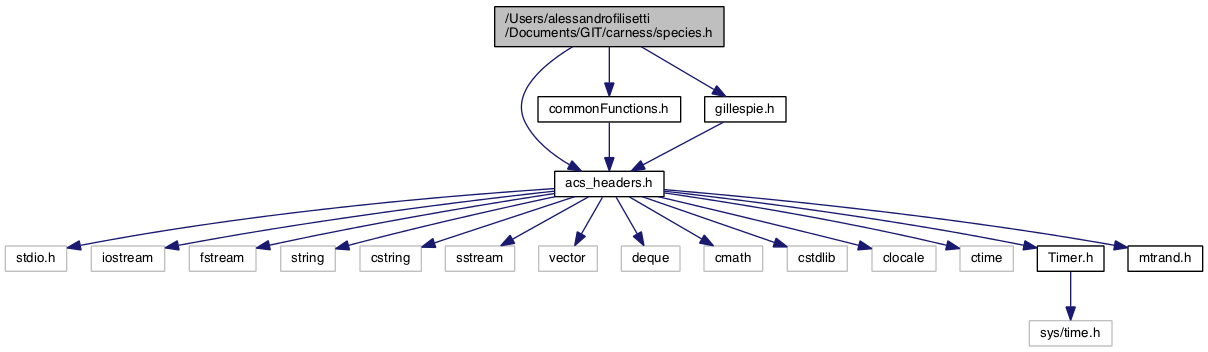 /Users/alessandrofilisetti
/Documents/GIT/carness/species.h
commonFunctions.h
gillespie.h
acs_headers.h
stdio.h
iostream
fstream
string
cstring
sstream
vector
deque
cmath
cstdlib
clocale
ctime
Timer.h
mtrand.h
sys/time.h